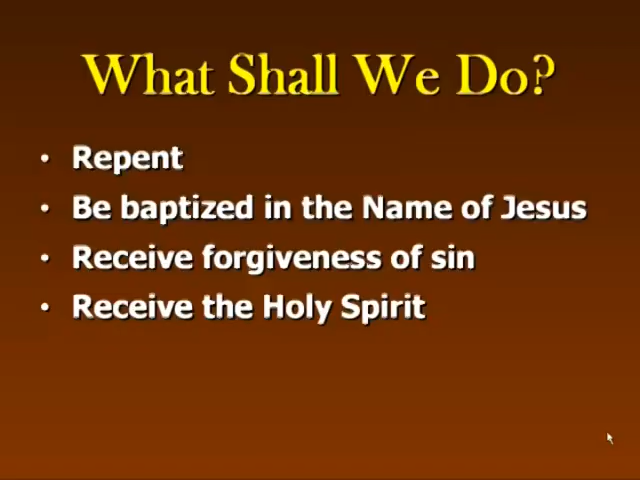 What Shall We Do?
• Repent
• Be baptized in the Name of Jesus
• Receive forgiveness of sin
• Receive the Holy Spirit